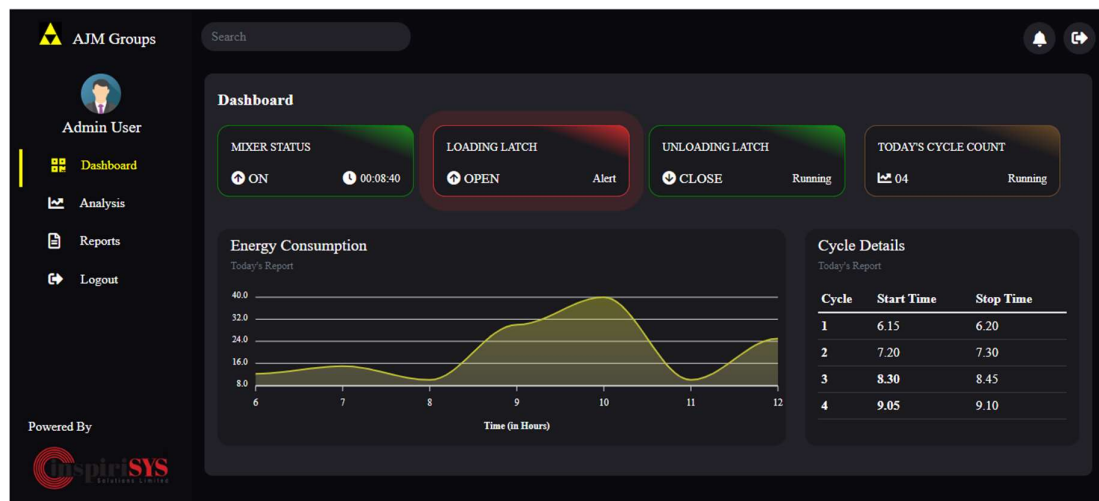 AJM Groups
Search
Admin User
Dashboard
Analysis
Reports
Logout
Powered By
inspiriSYS
Solutions Limited
Dashboard
MIXER STATUS
ON 00:08:40
LOADING LATCH
OPEN Alert
UNLOADING LATCH
CLOSE Running
TODAY'S CYCLE COUNT
04 Running
Energy Consumption
Today's Report
40.0
32.0
24.0
16.0
8.0
6 7 8 9 10 11 12
Time (in Hours)
Cycle Details
Today's Report
Cycle Start Time Stop Time
1 6.15 6.20
2 7.20 7.30
3 8.30 8.45
4 9.05 9.10